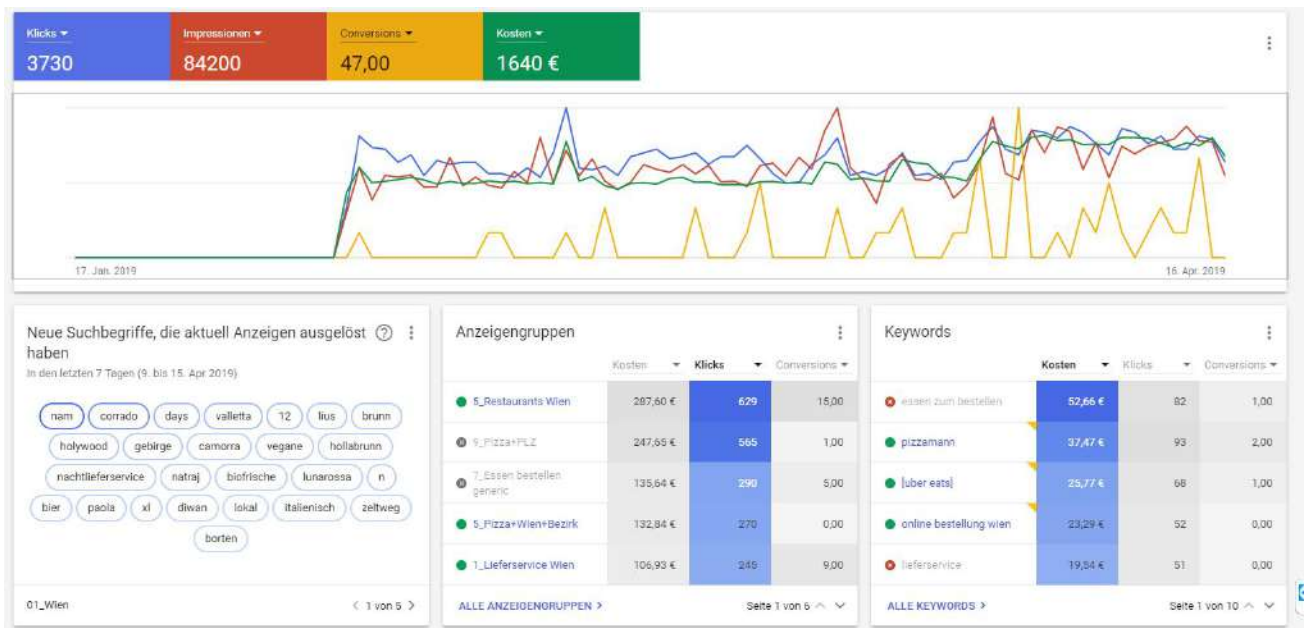 Klicks
Impressionen
Conversions
Kosten
3730
84200
47,00
1640 €
17. Jan. 2019
16. Apr. 2019
Neue Suchbegriffe, die aktuell Anzeigen ausgelöst
haben
In den letzten 7 Tagen (9. bis 15. Apr 2019)
nam corrado days valletta 12 lius brunn
holywood gebirge camorra vegane hollabrunn
nachtlieferservice natraj biofrische lunarossa n
bier paola xl diwan lokal italienisch zeltweg
borten
01_Wien
1 von 5
Anzeigengruppen
Kosten Klicks Conversions
5_Restaurants Wien 287,60 € 629 15,00
9_Pizza+PLZ 247,65 € 565 1,00
7_Essen bestellen
generic 135,64 € 290 5,00
5_Pizza+Wien+Bezirk 132,84 € 270 0,00
1_Lieferservice Wien 106,93 € 245 9,00
ALLE ANZEIGENGRUPPEN
Seite 1 von 6
Keywords
Kosten Klicks Conversions
essen zum bestellen 52,66 € 82 1,00
pizzamann 37,47 € 93 2,00
[uber eats] 25,77 € 68 1,00
online bestellung wien 23,29 € 52 0,00
lieferservice 19,54 € 51 0,00
ALLE KEYWORDS
Seite 1 von 10